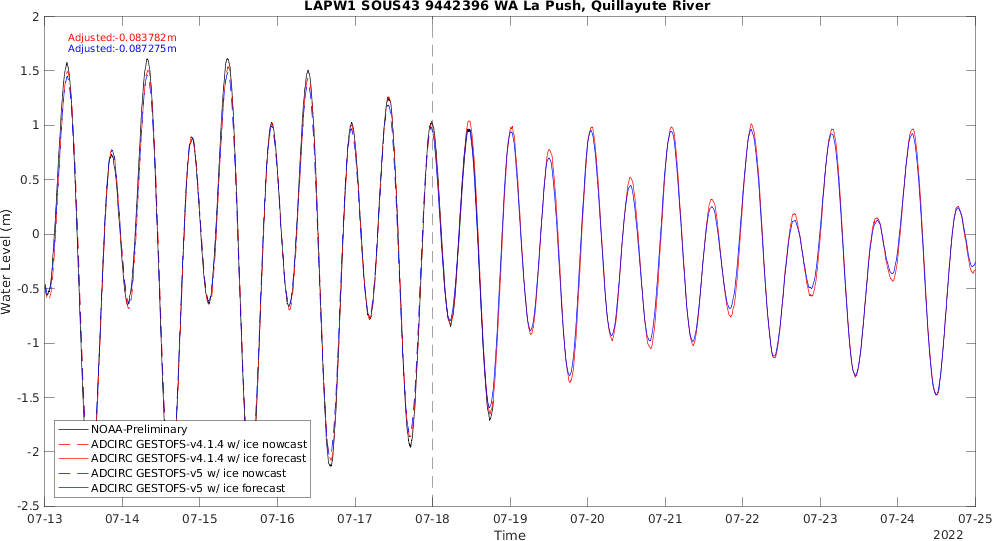 LAPW1 SOUS43 9442396 WA La Push, Quillayute River
2
1.5
1
0.5
0
-0.5
-1
-1.5
-2
-2.5
Water Level (m)
Adjusted:-0.083782m
Adjusted:-0.087275m
NOAA-Preliminary
ADCIRC GESTOFS-v4.1.4 w/ ice nowcast
ADCIRC GESTOFS-v4.1.4 w/ ice forecast
ADCIRC GESTOFS-v5 w/ ice nowcast
ADCIRC GESTOFS-v5 w/ ice forecast
07-13 07-14 07-15 07-16 07-17 07-18 07-19 07-20 07-21 07-22 07-23 07-24 07-25
Time
2022